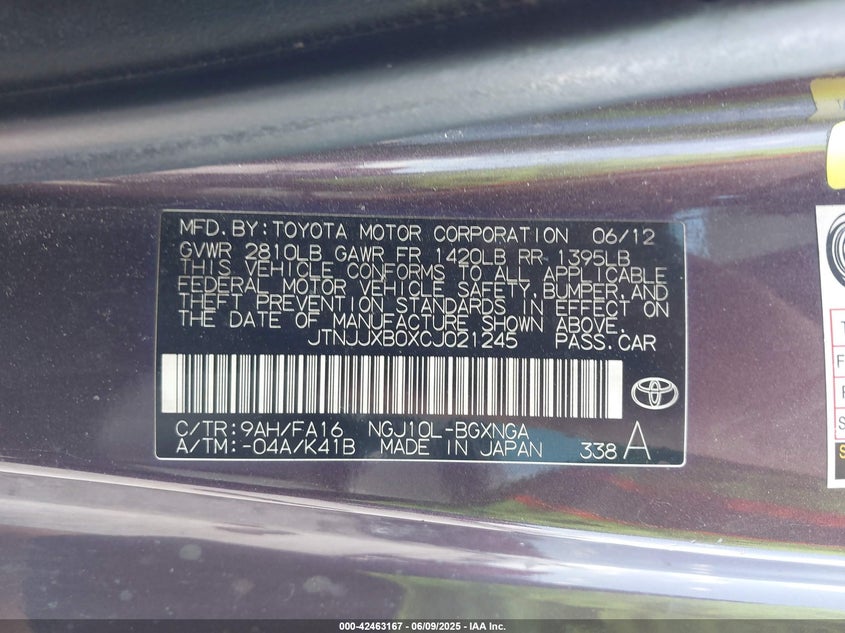 MFD. BY: TOYOTA MOTOR CORPORATION 06/12
GVWR 2810LB GAWR FR 1420LB RR 1395LB
THIS VEHICLE CONFORMS TO ALL APPLICABLE
FEDERAL MOTOR VEHICLE SAFETY, BUMPER, AND
THEFT PREVENTION STANDARDS IN EFFECT ON
THE DATE OF MANUFACTURE SHOWN ABOVE.
JTNJJXB0XCJ021245 PASS. CAR
C/TR: 9AH/FA16 NGJ10L-BGXNGA
A/TM: -04A/K41B MADE IN JAPAN 338 A
000-42463167 | 06/09/2025 - IAA Inc.